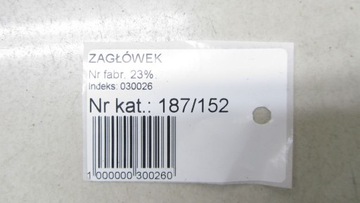 ZAGŁÓWEK
Nr fabr. 23%.
Indeks: 030026
Nr kat.: 187/152
1 000000 300260